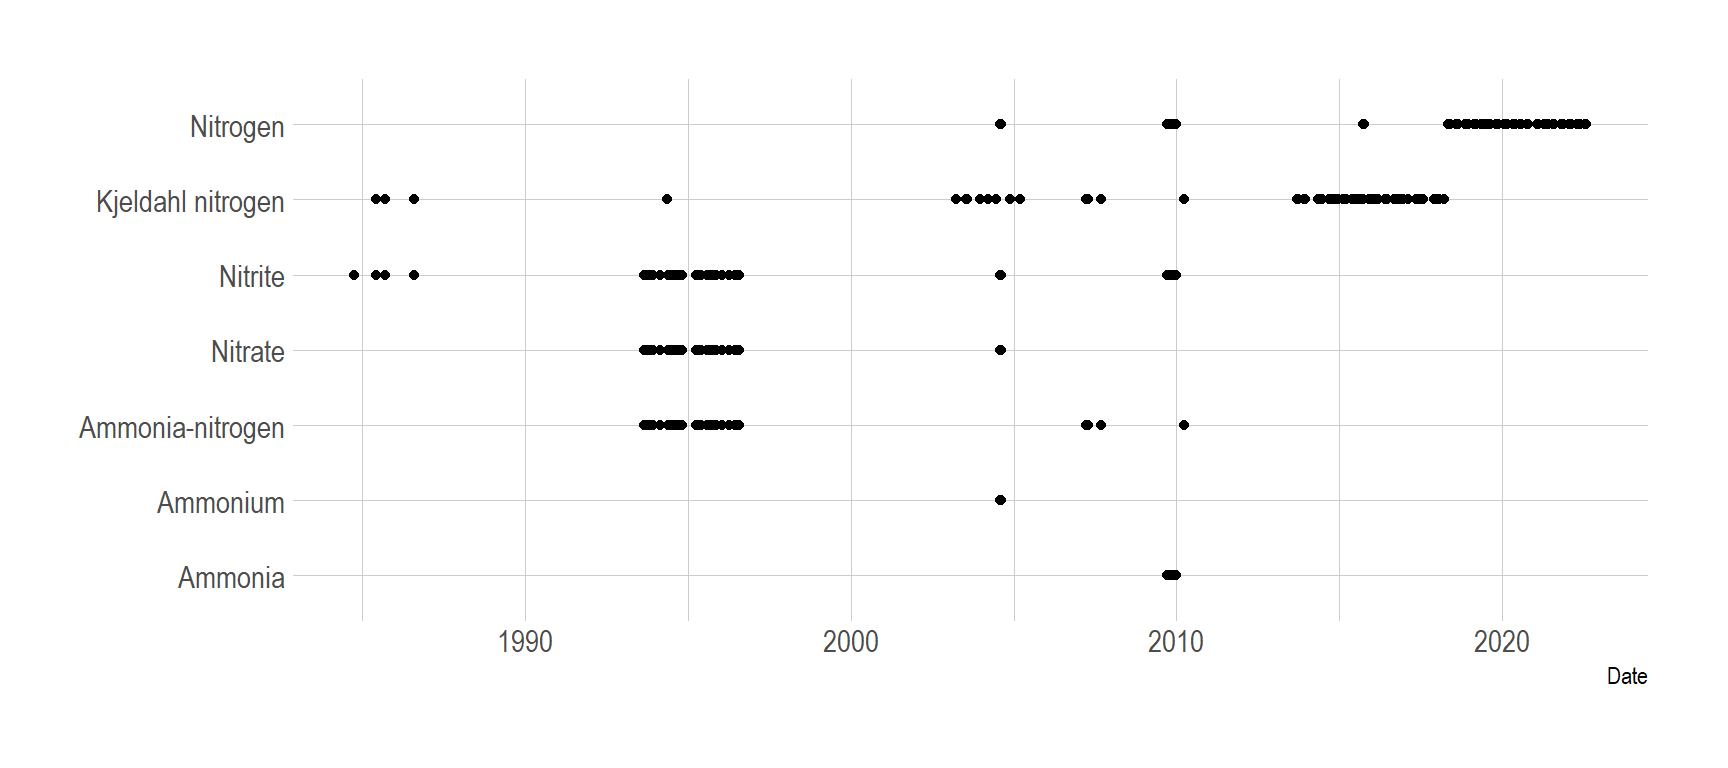 Nitrogen
Kjeldahl nitrogen
Nitrite
Nitrate
Ammonia-nitrogen
Ammonium
Ammonia
1990 2000 2010 2020
Date